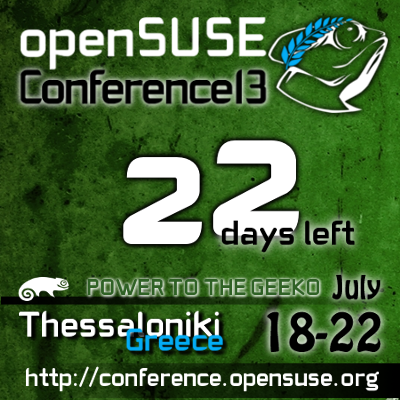 openSUSE
Conference13
22
days left
POWER TO THE GEEKO July
Thessaloniki 18-22
Greece
http://conference.opensuse.org